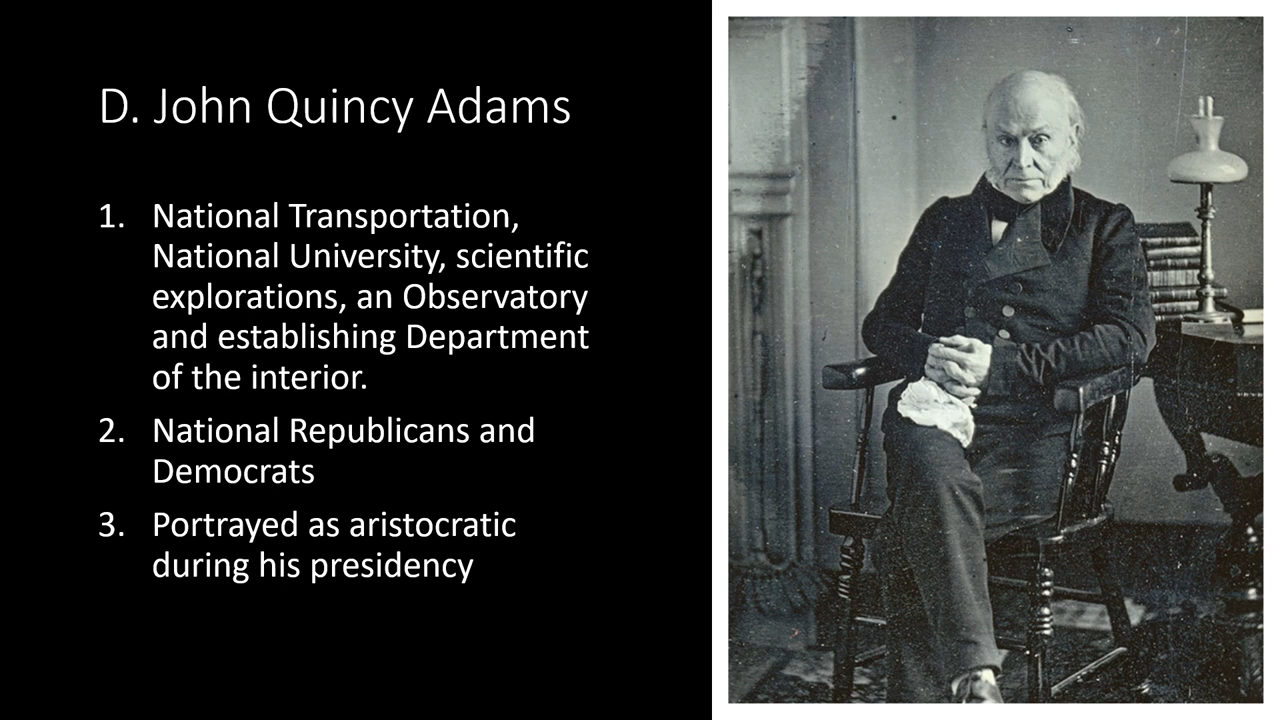 D. John Quincy Adams
1. National Transportation,
National University, scientific
explorations, an Observatory
and establishing Department
of the interior.
2. National Republicans and
Democrats
3. Portrayed as aristocratic
during his presidency